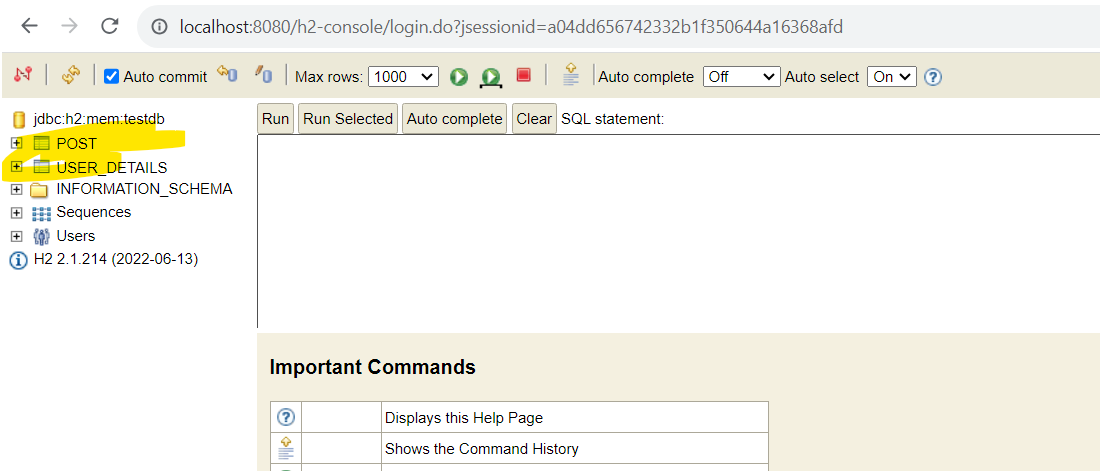 localhost:8080/h2-console/login.do?jsessionid=a04dd656742332b1f350644a16368afd
Auto commit Max rows: 1000 Auto complete Off Auto select On
jdbc:h2:mem:testdb
POST
USER_DETAILS
INFORMATION_SCHEMA
Sequences
Users
H2 2.1.214 (2022-06-13)
Run Run Selected Auto complete Clear SQL statement:
Important Commands
Displays this Help Page
Shows the Command History